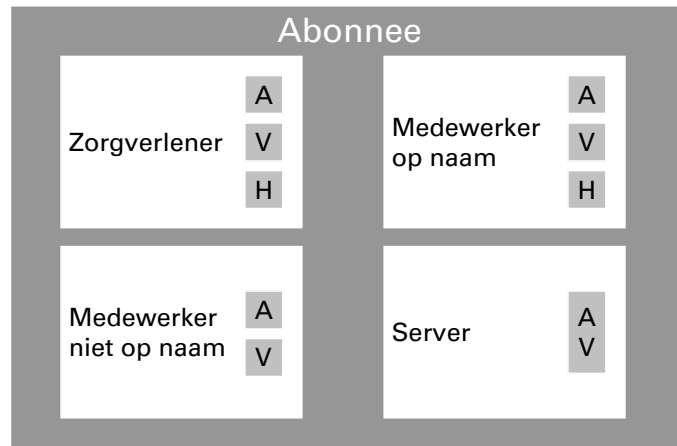 Abonnee
Zorgverlener
A
V
H
Medewerker
op naam
A
V
H
Medewerker
niet op naam
A
V
Server
A
V